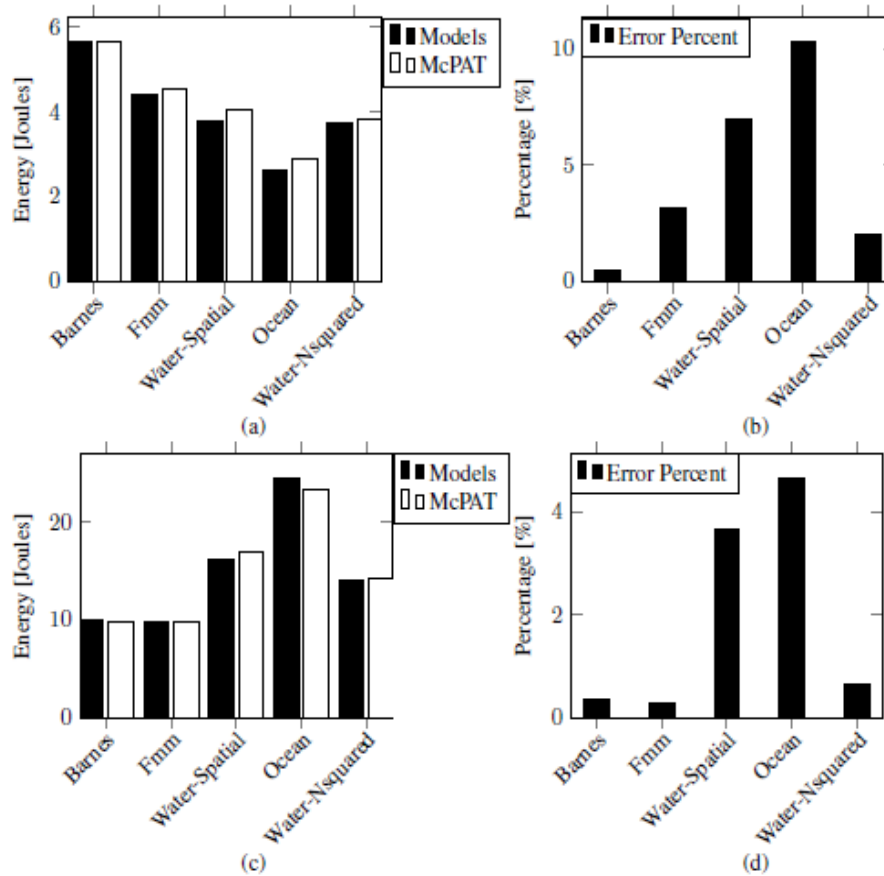 Energy [Joules]
6
4
2
0
Models
McPAT
Barnes
Fmm
Water-Spatial
Ocean
Water-Nsquared
(a)
Percentage [%]
10
5
0
Error Percent
Barnes
Fmm
Water-Spatial
Ocean
Water-Nsquared
(b)
Energy [Joules]
20
10
0
Models
McPAT
Barnes
Fmm
Water-Spatial
Ocean
Water-Nsquared
(c)
Percentage [%]
4
2
0
Error Percent
Barnes
Fmm
Water-Spatial
Ocean
Water-Nsquared
(d)